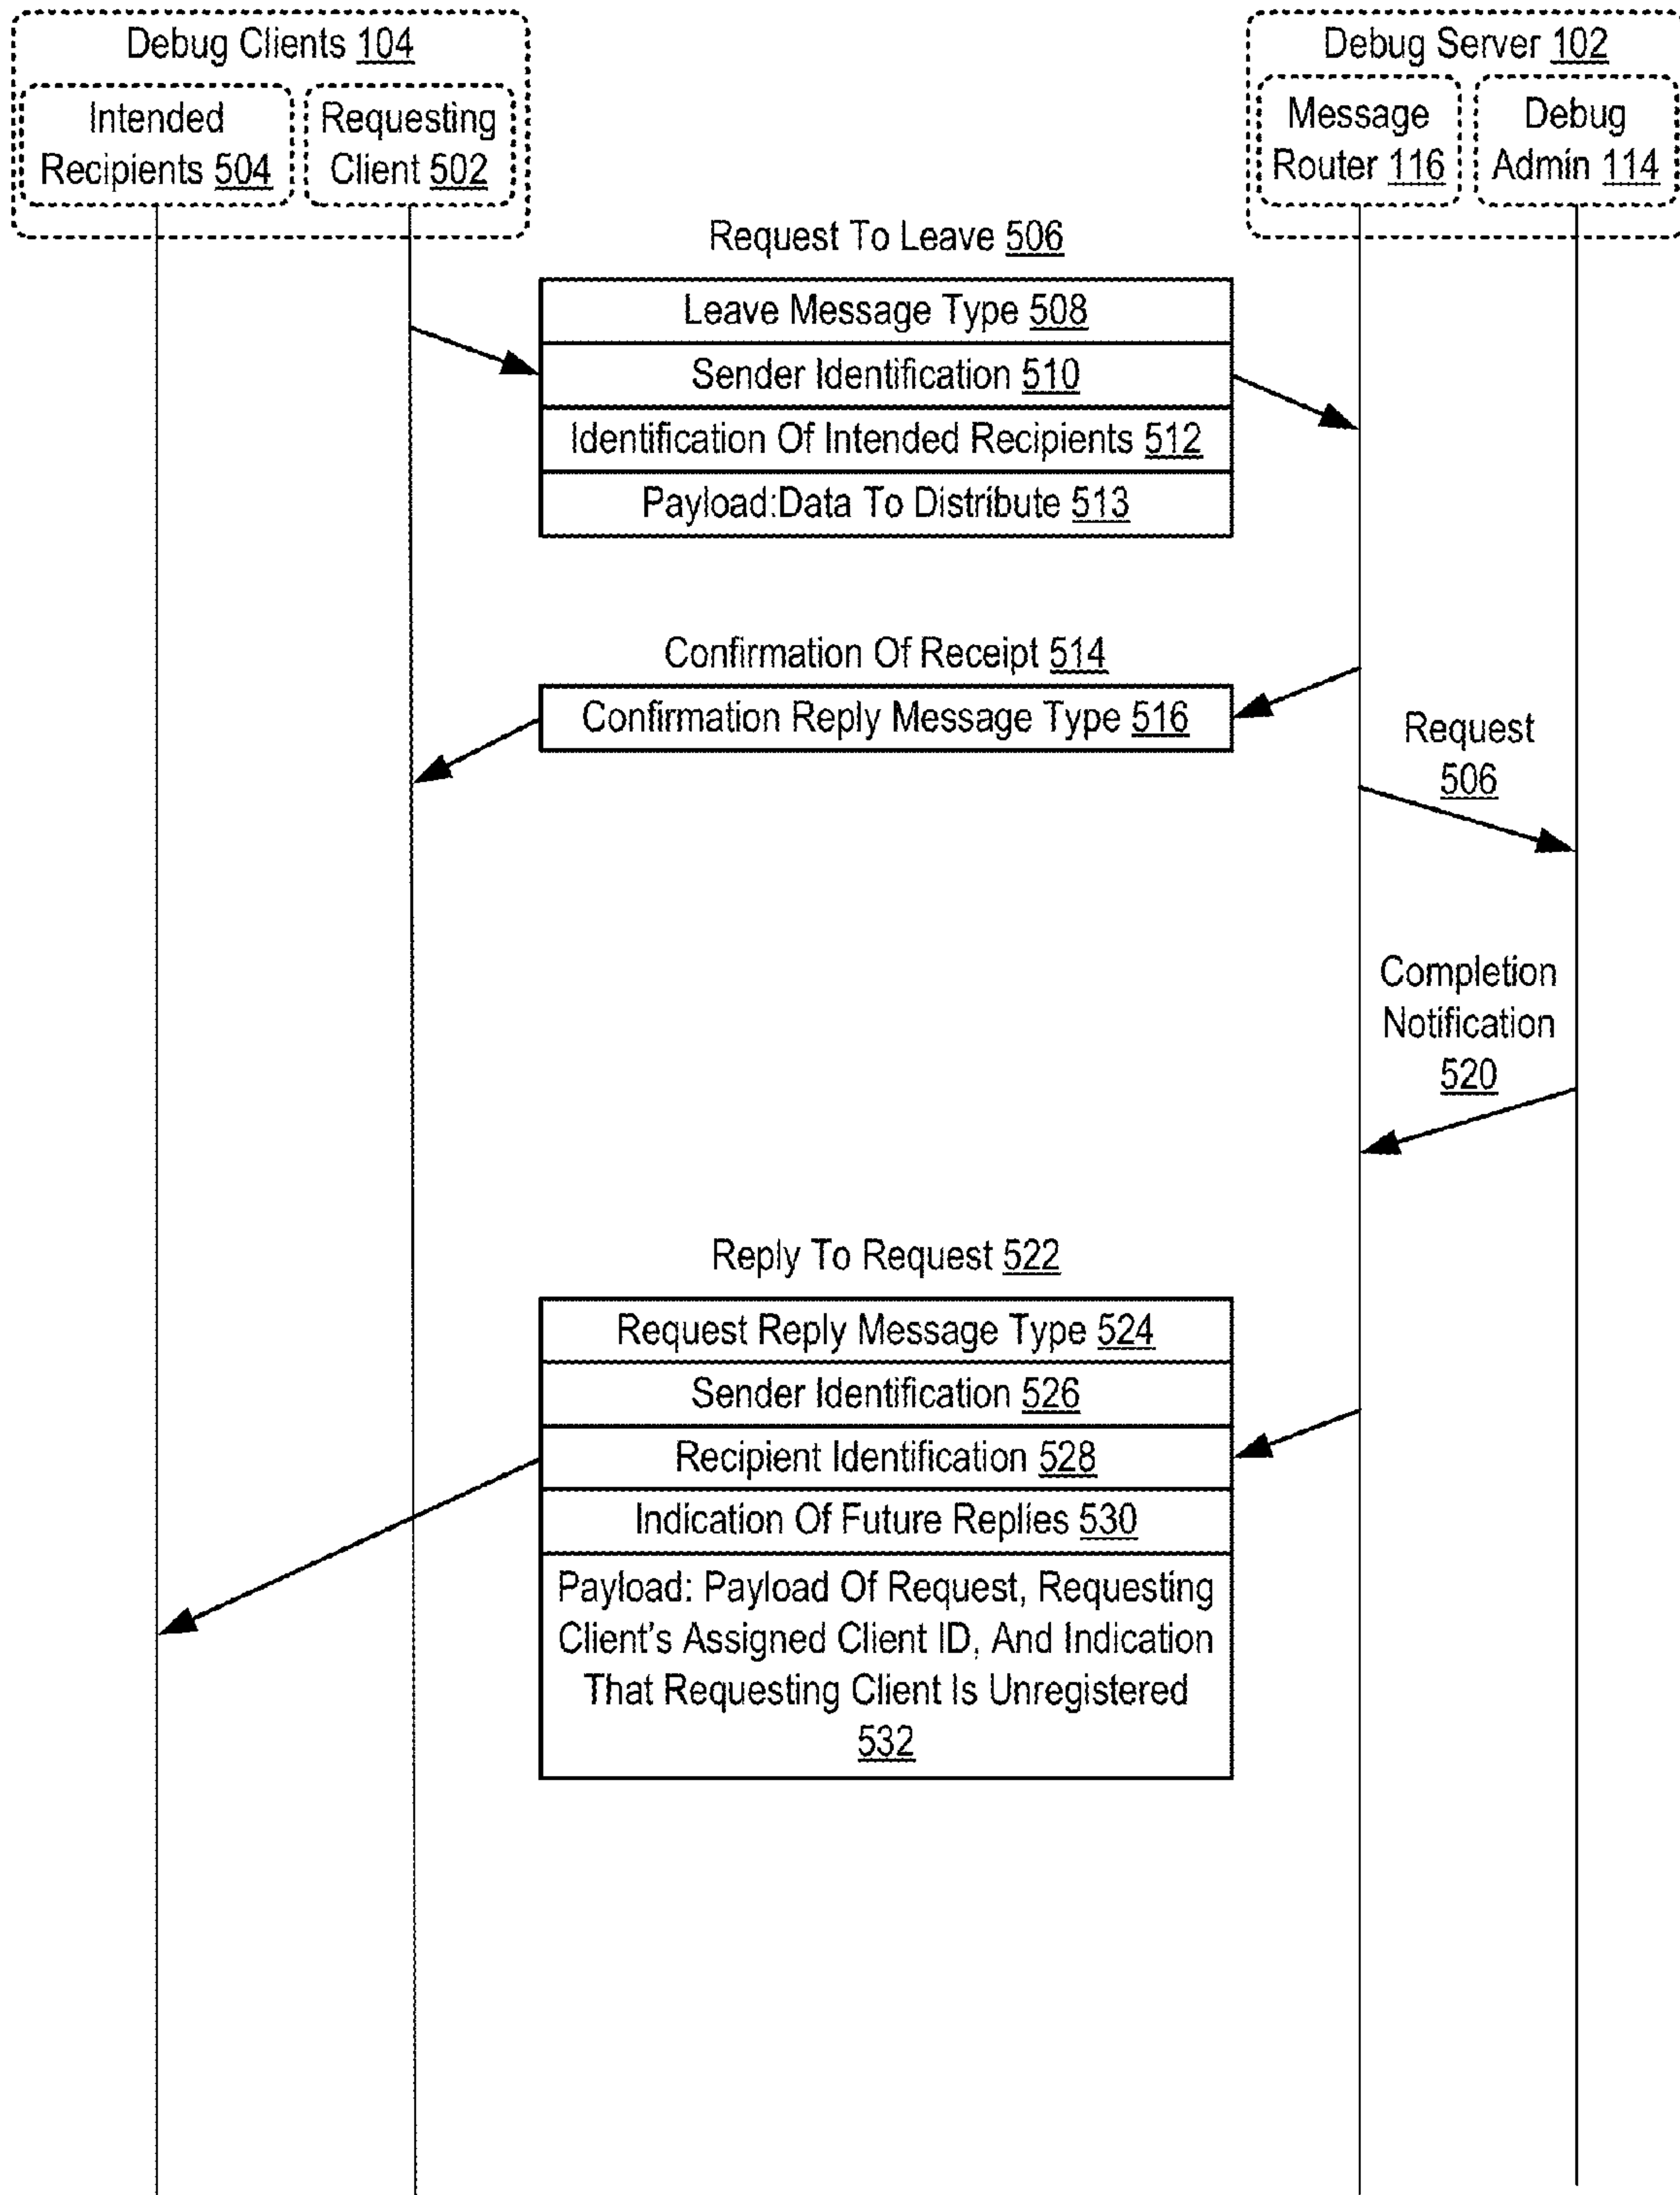 Debug Clients 104
Intended
Recipients 504
Requesting
Client 502
Debug Server 102
Message
Router 116
Debug
Admin 114
Request To Leave 506
Leave Message Type 508
Sender Identification 510
Identification Of Intended Recipients 512
Payload:Data To Distribute 513
Confirmation Of Receipt 514
Confirmation Reply Message Type 516
Request
506
Completion
Notification
520
Reply To Request 522
Request Reply Message Type 524
Sender Identification 526
Recipient Identification 528
Indication Of Future Replies 530
Payload: Payload Of Request, Requesting
Client's Assigned Client ID, And Indication
That Requesting Client Is Unregistered
532